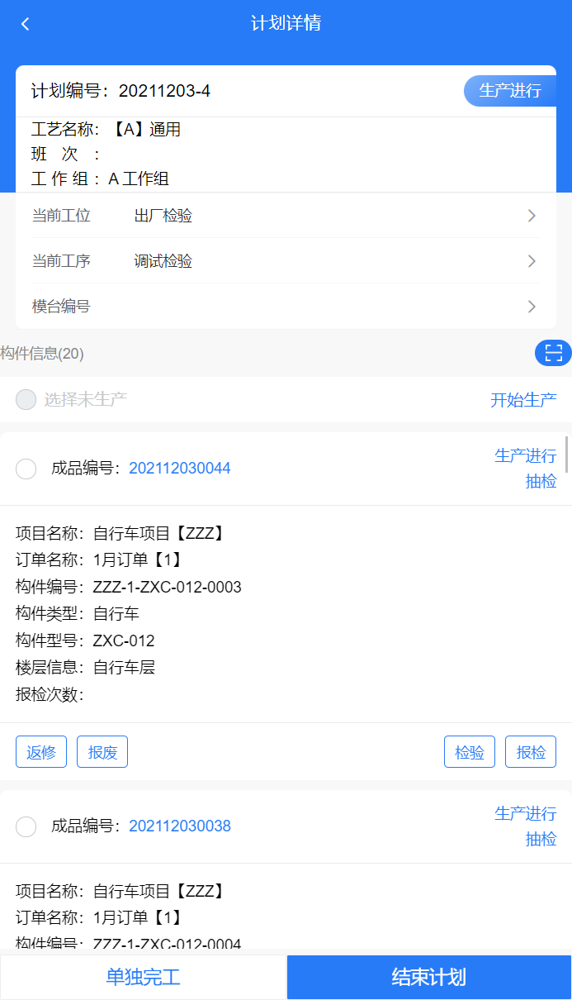 计划详情
计划编号：20211203-4 生产进行
工艺名称：【A】通用
班 次 ：
工 作 组 ：A 工作组
当前工位 出厂检验
当前工序 调试检验
模台编号
构件信息(20)
选择未生产 开始生产
成品编号：202112030044 生产进行
抽检
项目名称：自行车项目【ZZZ】
订单名称：1月订单【1】
构件编号：ZZZ-1-ZXC-012-0003
构件类型：自行车
构件型号：ZXC-012
楼层信息：自行车层
报检次数：
返修 报废 检验 报检
成品编号：202112030038 生产进行
抽检
项目名称：自行车项目【ZZZ】
订单名称：1月订单【1】
构件编号：ZZZ-1-ZXC-012-0004
单独完工 结束计划